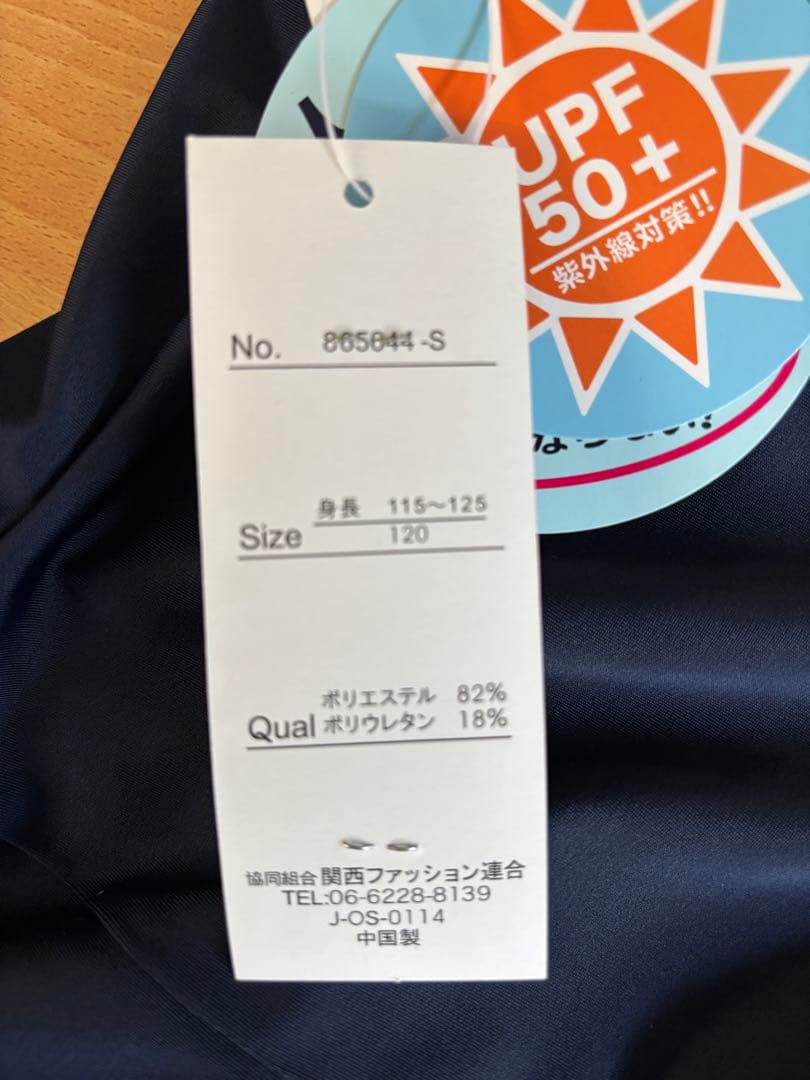 UPF
50+
紫外線対策!!
No. 865044-S
身長 115～125
Size 120
ポリエステル 82%
Qual ポリウレタン 18%
協同組合 関西ファッション連合
TEL:06-6228-8139
J-OS-0114
中国製